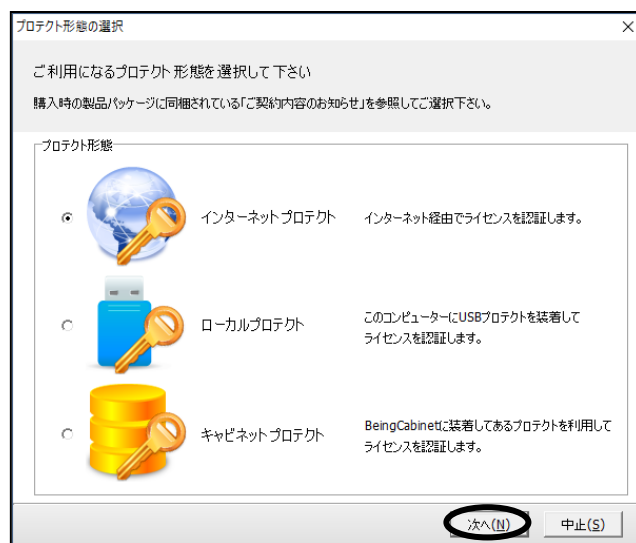 プロテクト形態の選択
ご利用になるプロテクト形態を選択して下さい
購入時の製品パッケージに同梱されている「ご契約内容のお知らせ」を参照してご選択下さい。
プロテクト形態
インターネットプロテクト
インターネット経由でライセンスを認証します。
ローカルプロテクト
このコンピューターにUSBプロテクトを装着して
ライセンスを認証します。
キャビネットプロテクト
BeingCabinetに装着してあるプロテクトを利用して
ライセンスを認証します。
次へ(N)
中止(S)